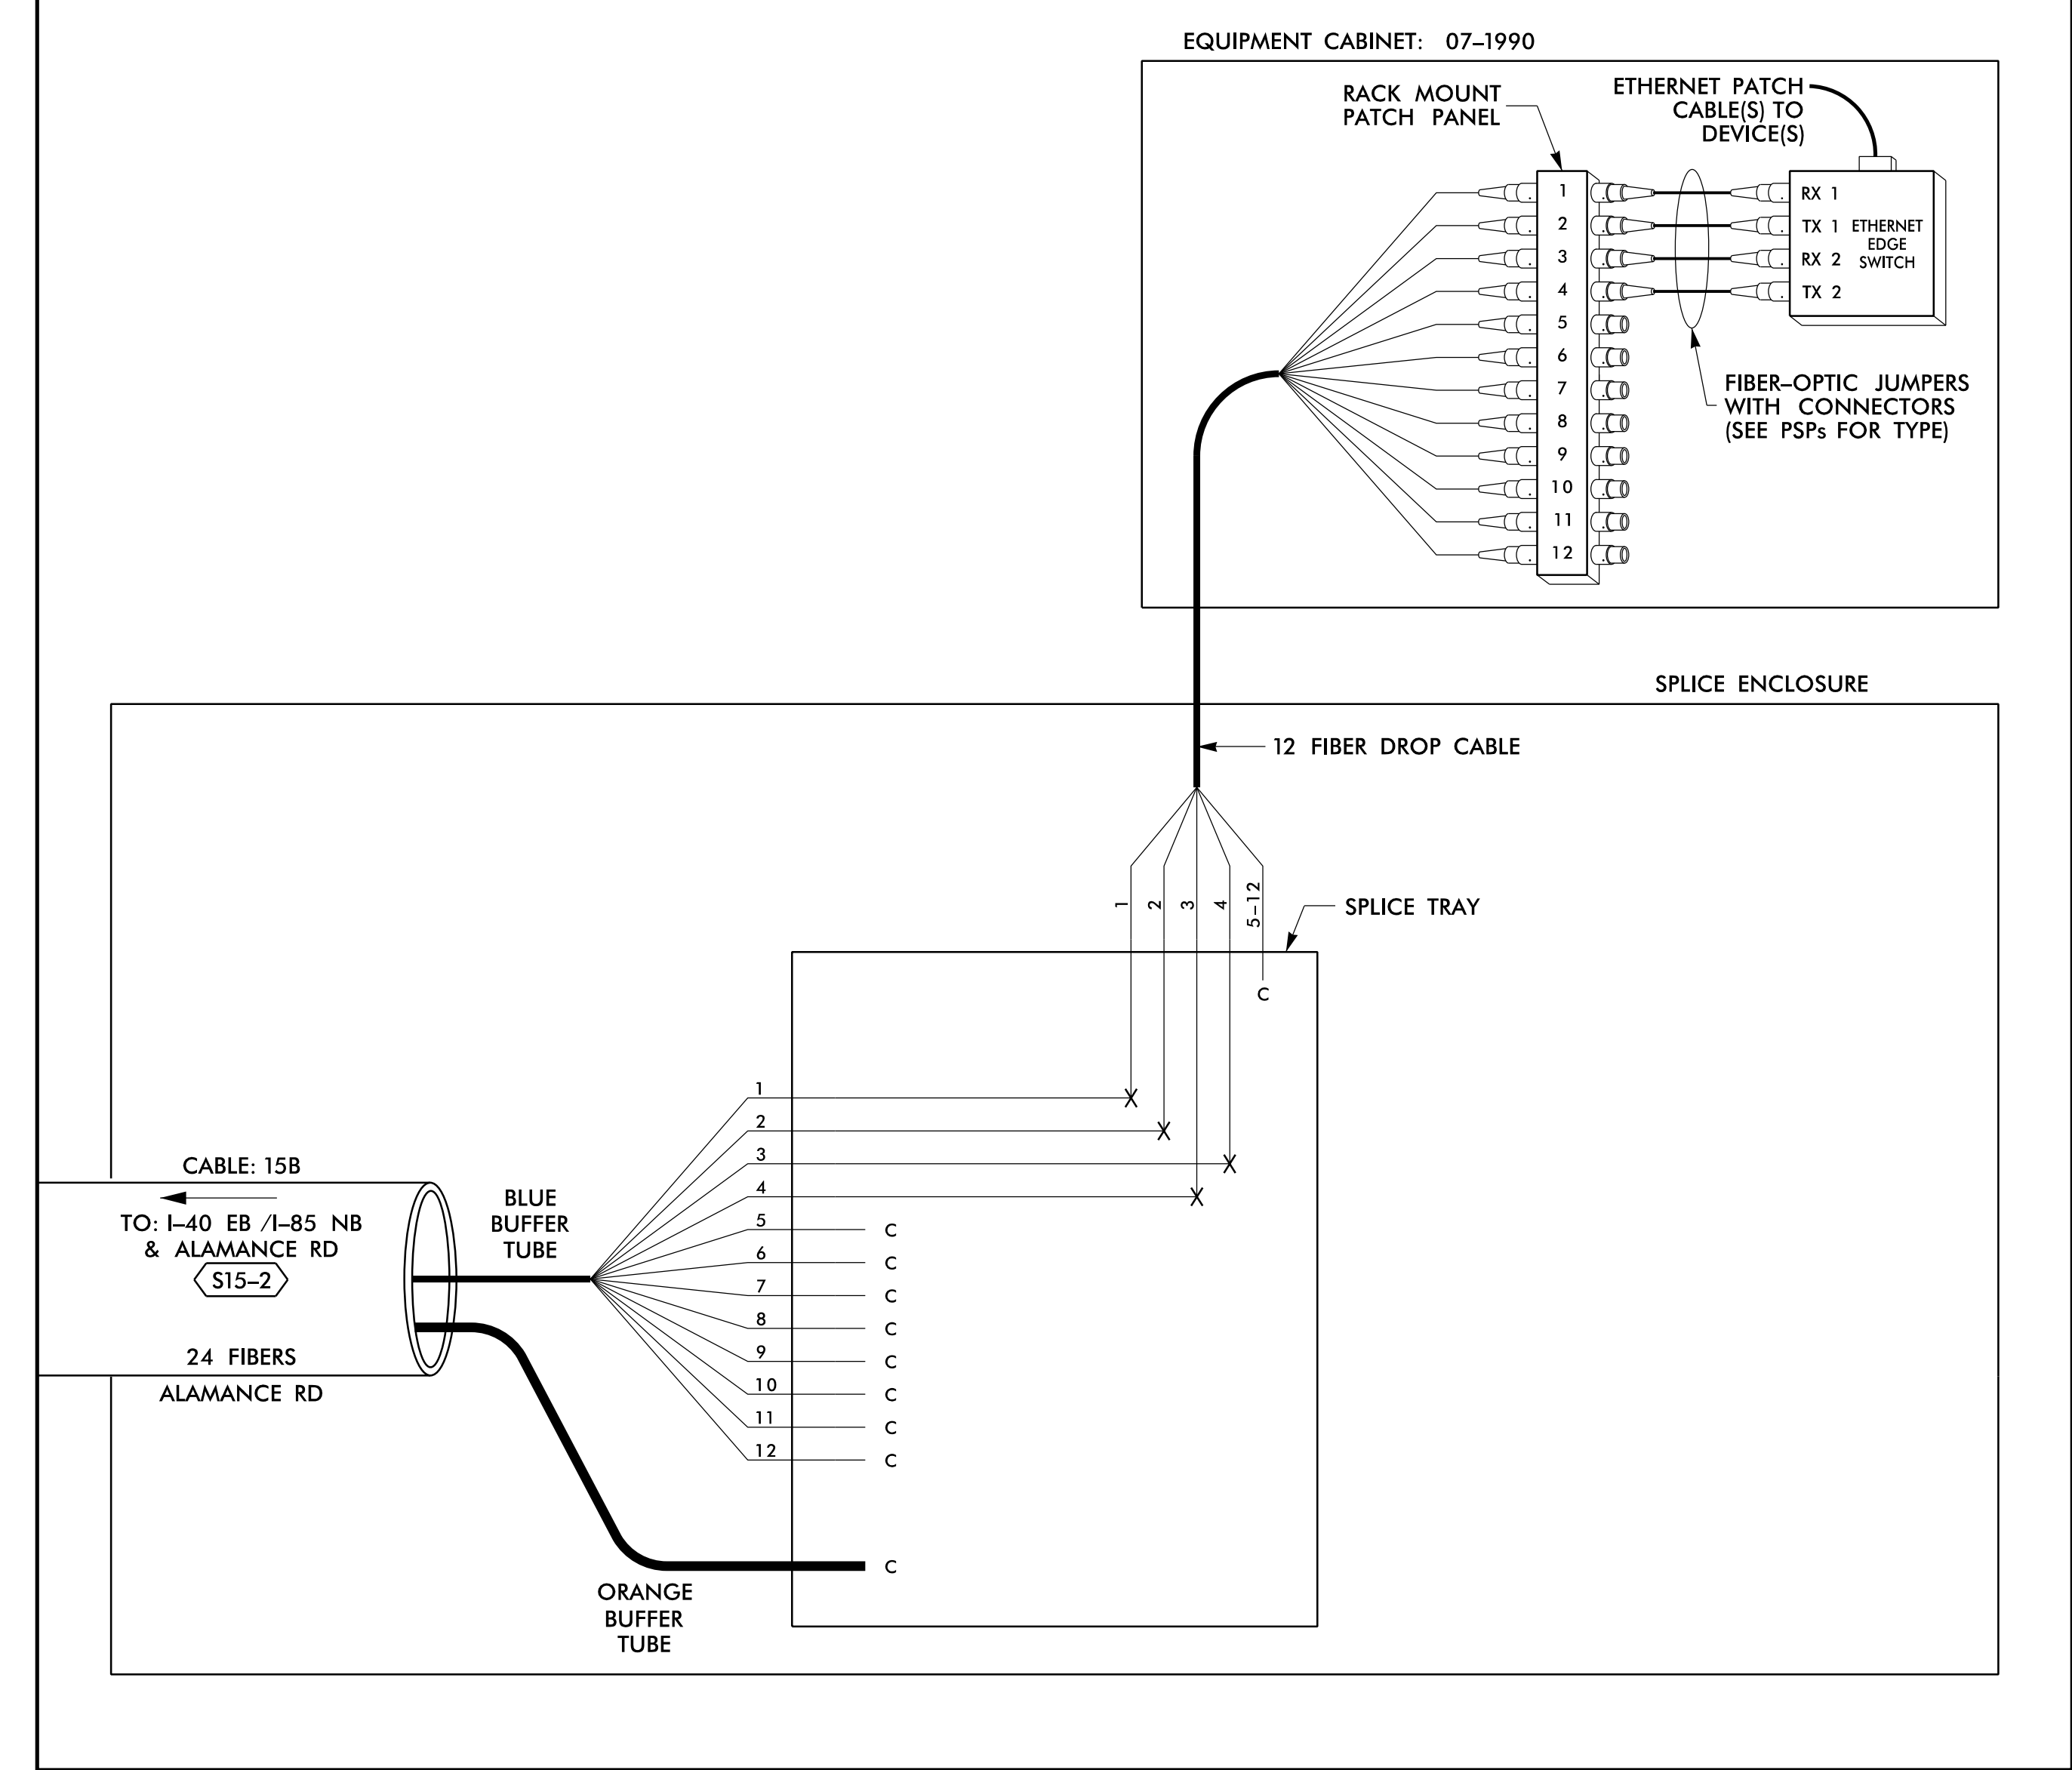 EQUIPMENT CABINET: 07–1990
RACK MOUNT
PATCH PANEL
ETHERNET PATCH
CABLE(S) TO
DEVICE(S)
1
2
3
4
5
6
7
8
9
10
11
12
RX 1
TX 1
RX 2
TX 2
ETHERNET
EDGE
SWITCH
FIBER–OPTIC JUMPERS
WITH CONNECTORS
(SEE PSPs FOR TYPE)
SPLICE ENCLOSURE
12 FIBER DROP CABLE
1
2
3
4
5–12
SPLICE TRAY
C
CABLE: 15B
TO: I–40 EB /I–85 NB
& ALAMANCE RD
S15–2
24 FIBERS
ALAMANCE RD
BLUE
BUFFER
TUBE
1
2
3
4
5 C
6 C
7 C
8 C
9 C
10 C
11 C
12 C
C
ORANGE
BUFFER
TUBE